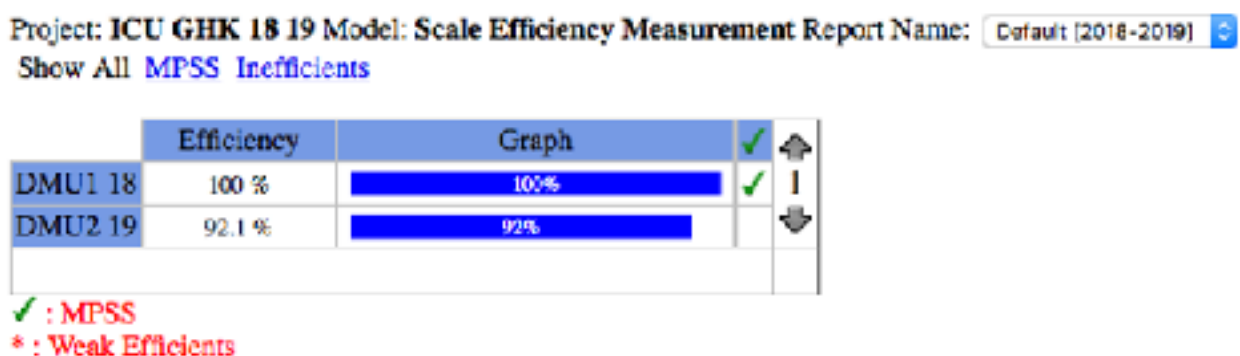 Project: ICU GHK 18 19 Model: Scale Efficiency Measurement Report Name: Default [2018-2019]
Show All MPSS Inefficients
Efficiency Graph ✓
DMU1 18 100 % 100% ✓
DMU2 19 92.1 % 92%
✓ : MPSS
* : Weak Efficients